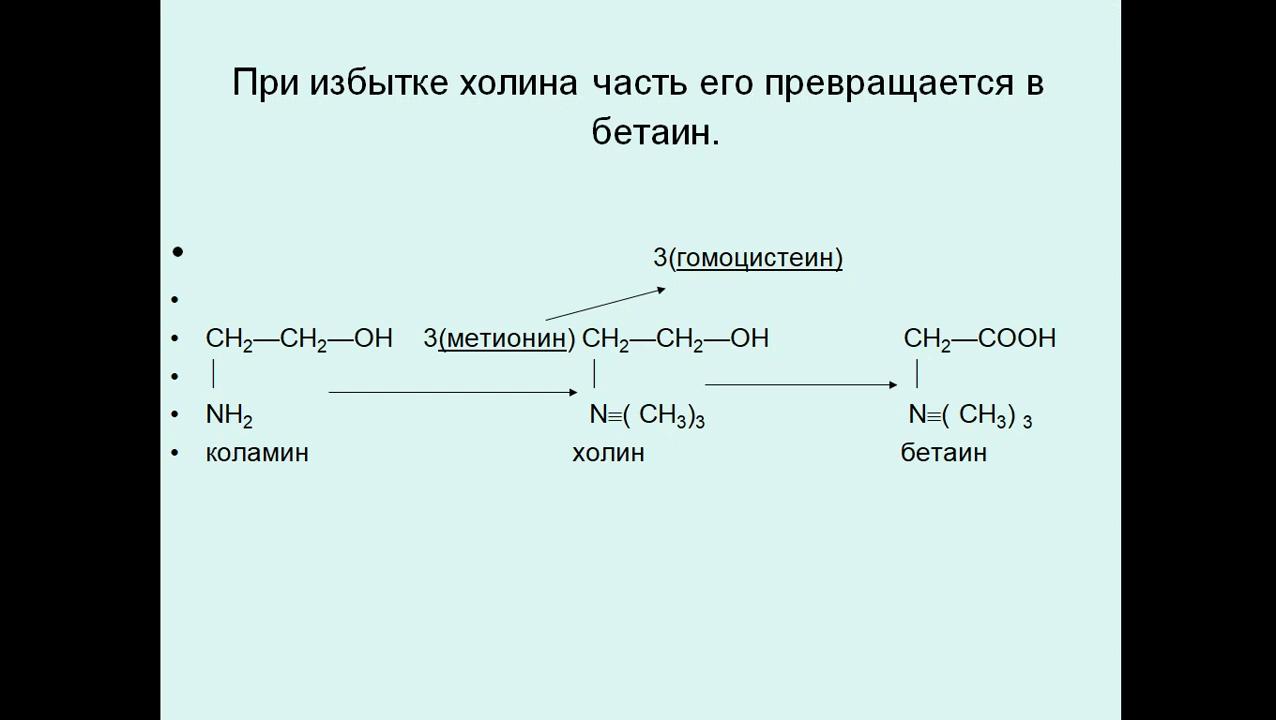 При избытке холина часть его превращается в
бетаин.
3(гомоцистеин)
CH₂—CH₂—OH 3(метионин) CH₂—CH₂—OH CH₂—COOH
NH₂ N≡( CH₃)₃ N≡( CH₃) ₃
коламин холин бетаин